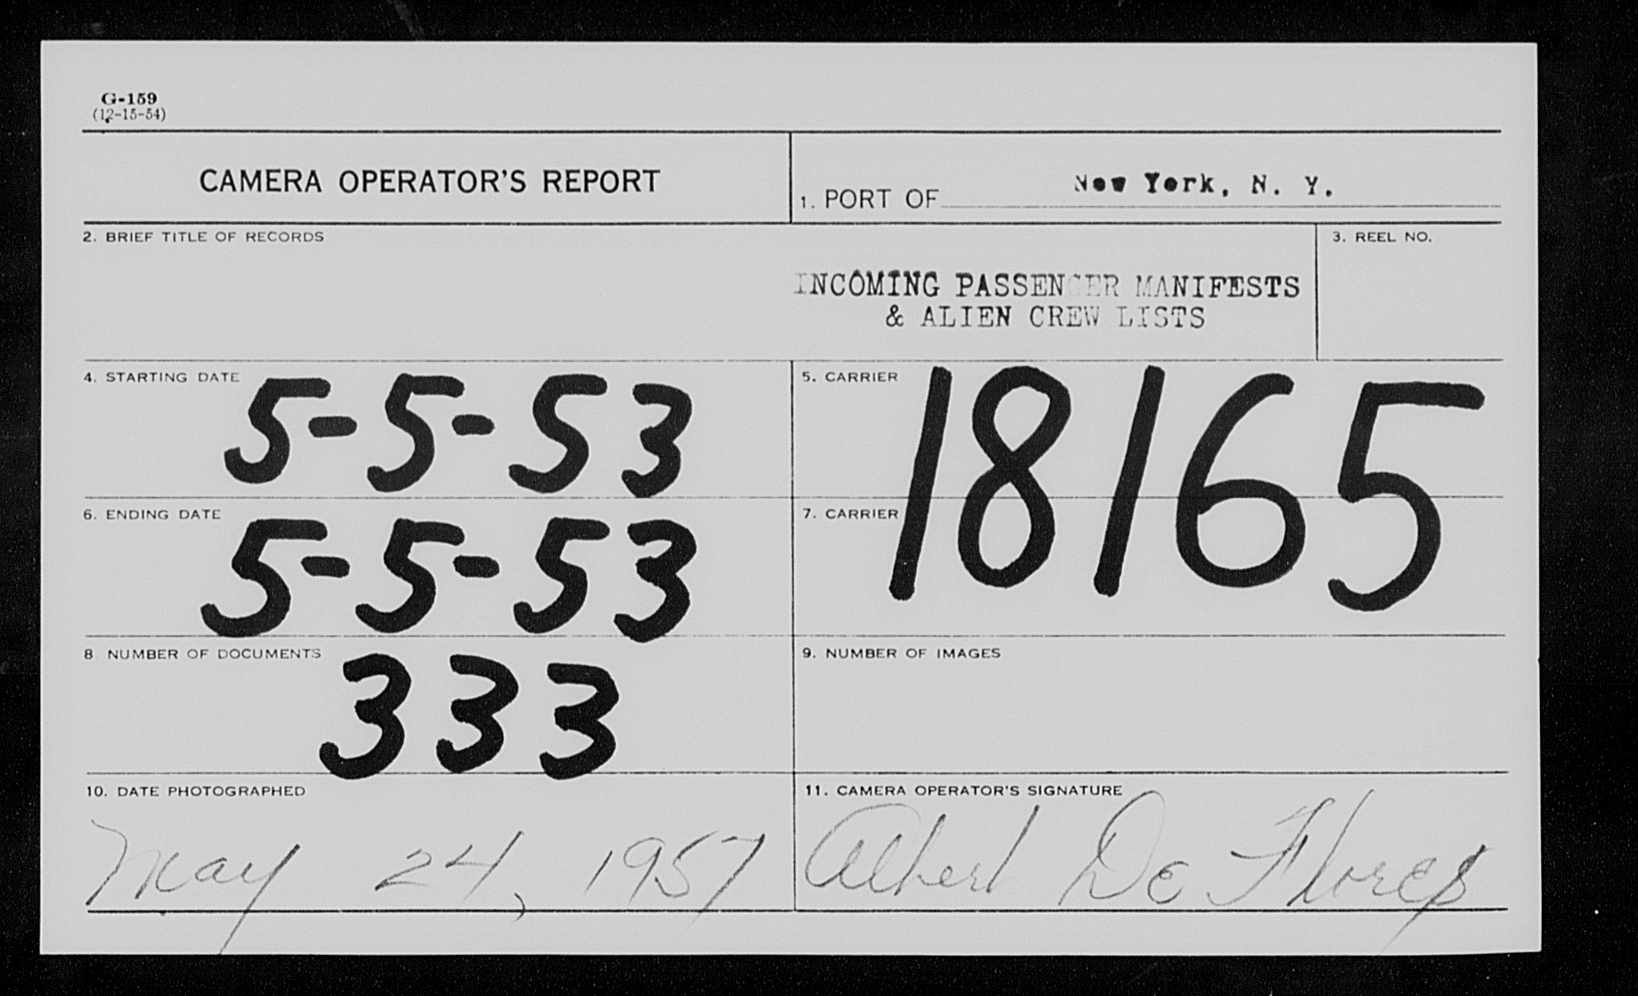 G-159
(12-15-54)
CAMERA OPERATOR'S REPORT
1. PORT OF New York, N. Y.
2. BRIEF TITLE OF RECORDS
3. REEL NO.
INCOMING PASSENGER MANIFESTS
& ALIEN CREW LISTS
4. STARTING DATE 5-5-53
5. CARRIER 18165
6. ENDING DATE 5-5-53
7. CARRIER
8 NUMBER OF DOCUMENTS 333
9. NUMBER OF IMAGES
10. DATE PHOTOGRAPHED
May 24, 1957
11. CAMERA OPERATOR'S SIGNATURE
Albert De Flores